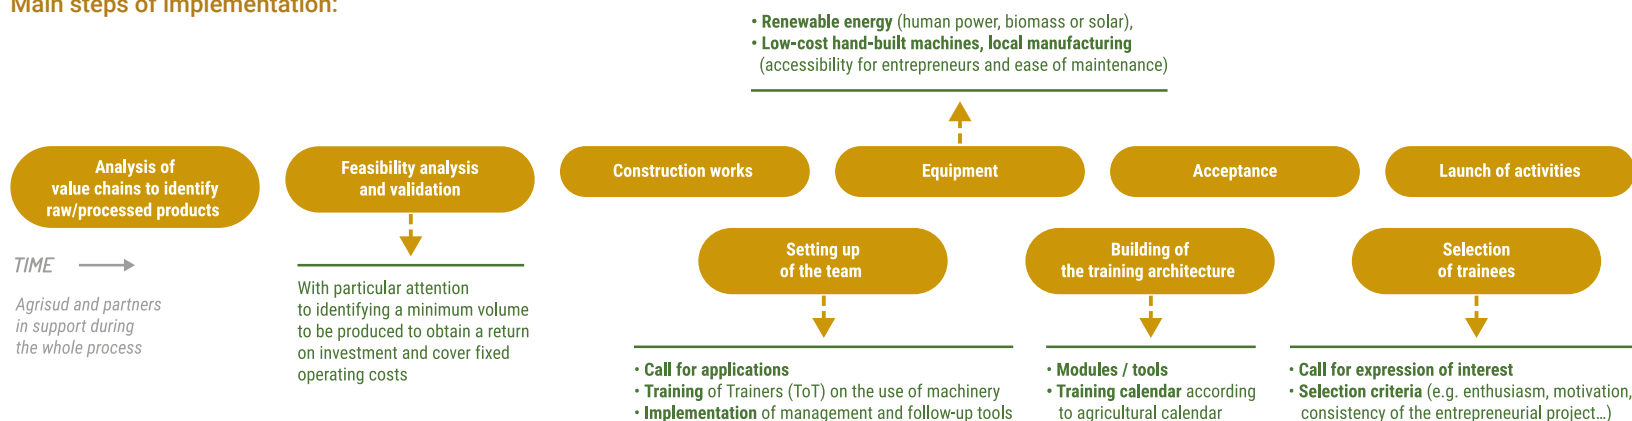 Main steps of implementation:
• Renewable energy (human power, biomass or solar),
• Low-cost hand-built machines, local manufacturing
(accessibility for entrepreneurs and ease of maintenance)
Analysis of
value chains to identify
raw/processed products
Feasibility analysis
and validation
Construction works
Equipment
Acceptance
Launch of activities
TIME
Agrisud and partners
in support during
the whole process
With particular attention
to identifying a minimum volume
to be produced to obtain a return
on investment and cover fixed
operating costs
Setting up
of the team
Building of
the training architecture
Selection
of trainees
• Call for applications
• Training of Trainers (ToT) on the use of machinery
• Implementation of management and follow-up tools
• Modules / tools
• Training calendar according
to agricultural calendar
• Call for expression of interest
• Selection criteria (e.g. enthusiasm, motivation,
consistency of the entrepreneurial project...)